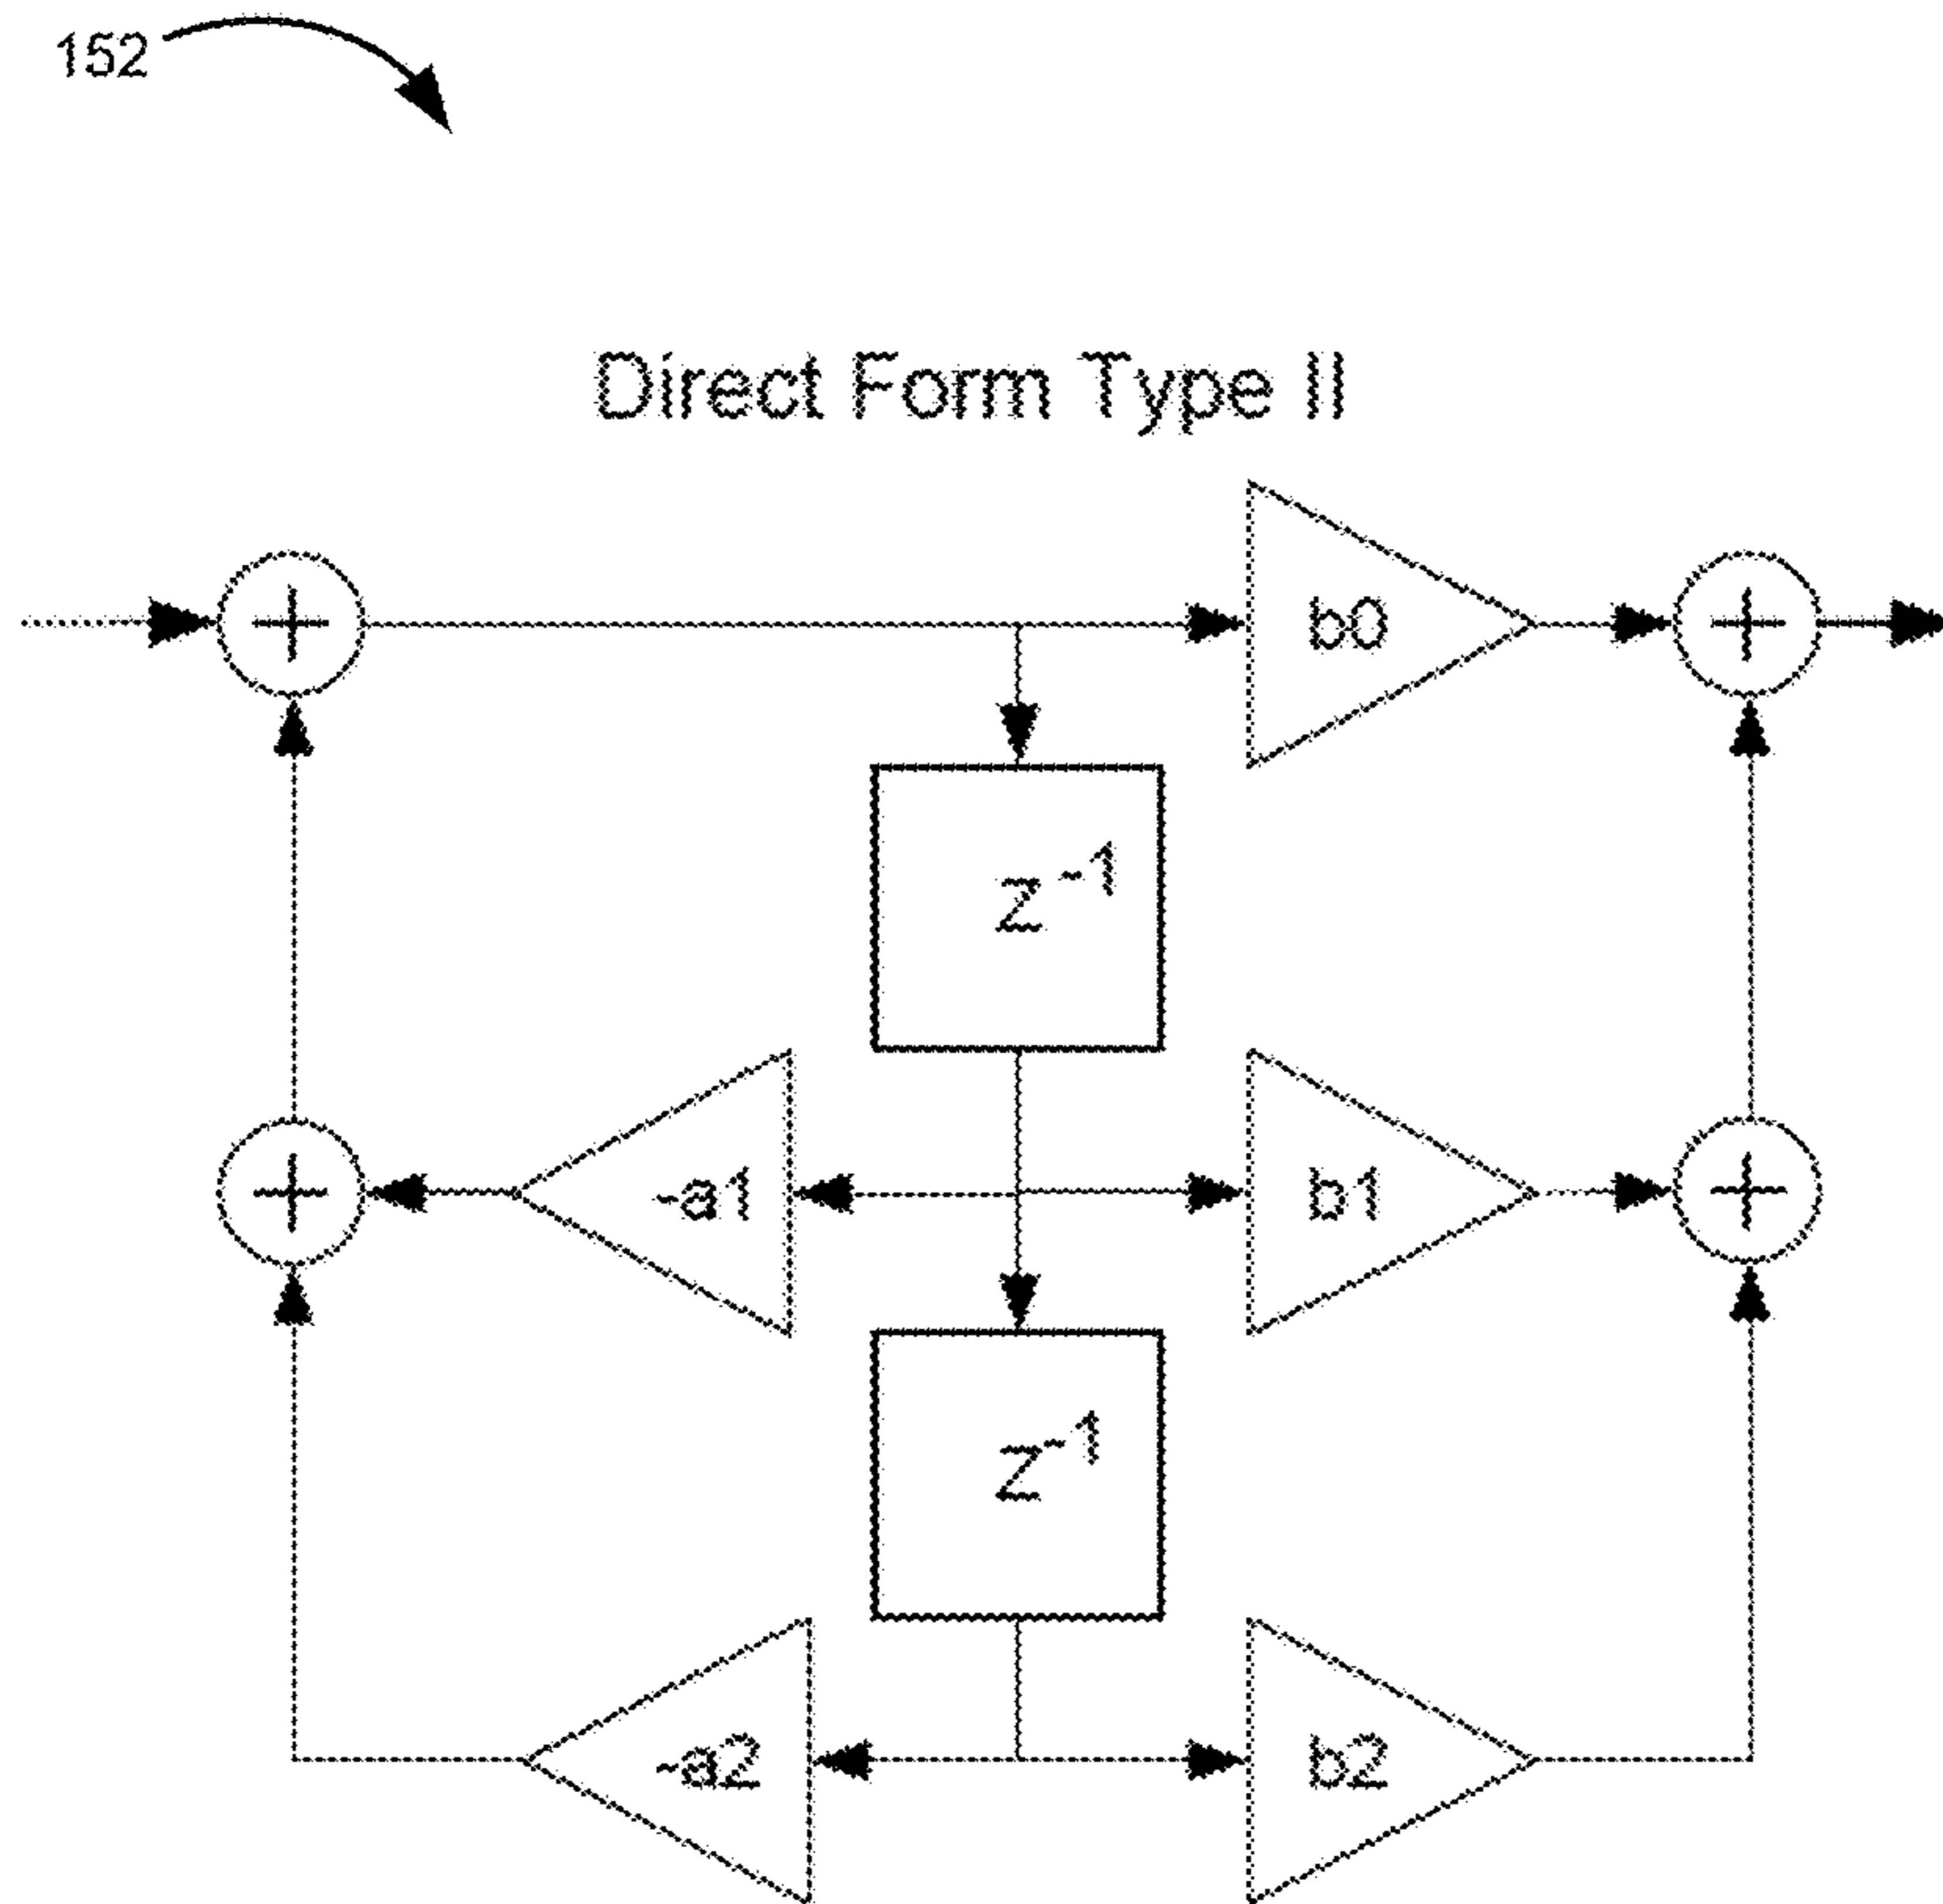 152
Direct Form Type II
+
b0
+
z⁻¹
+
-a1
b1
+
z⁻¹
-a2
b2